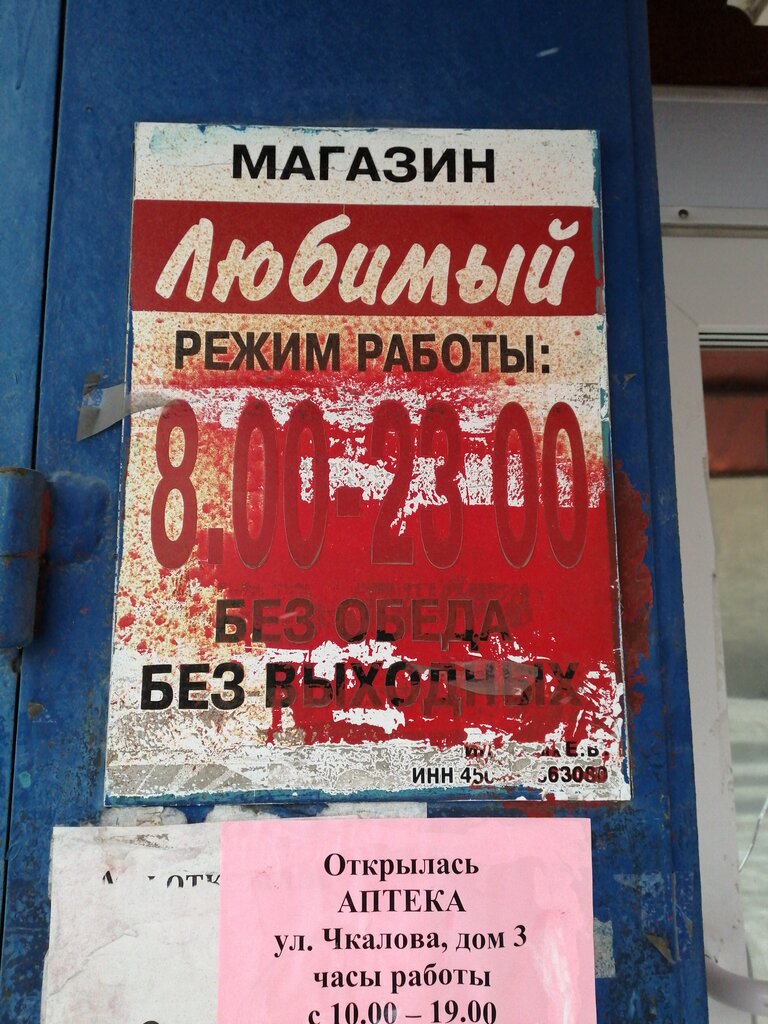 МАГАЗИН
Любимый
РЕЖИМ РАБОТЫ:
8.00-23 00
БЕЗ ОБЕДА
БЕЗ ВЫХОДНЫХ
ИНН
Открылась
АПТЕКА
ул. Чкалова, дом 3
часы работы
с 10.00 – 19.00